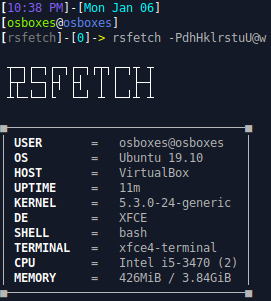 [10:38 PM]-[Mon Jan 06]
[osboxes@osboxes]
[rsfetch]-[0]-> rsfetch -PdhHklrstuU@w
RSFETCH
USER = osboxes@osboxes
OS = Ubuntu 19.10
HOST = VirtualBox
UPTIME = 11m
KERNEL = 5.3.0-24-generic
DE = XFCE
SHELL = bash
TERMINAL = xfce4-terminal
CPU = Intel i5-3470 (2)
MEMORY = 426MiB / 3.84GiB